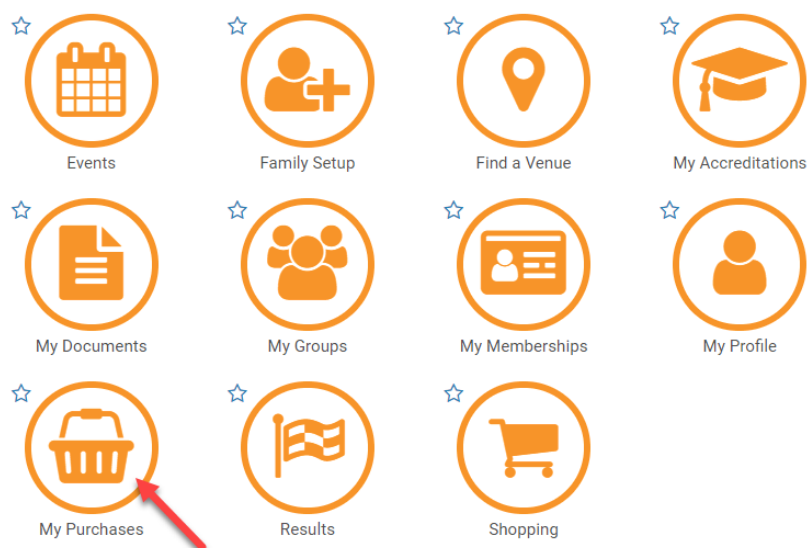 Events
Family Setup
Find a Venue
My Accreditations
My Documents
My Groups
My Memberships
My Profile
My Purchases
Results
Shopping